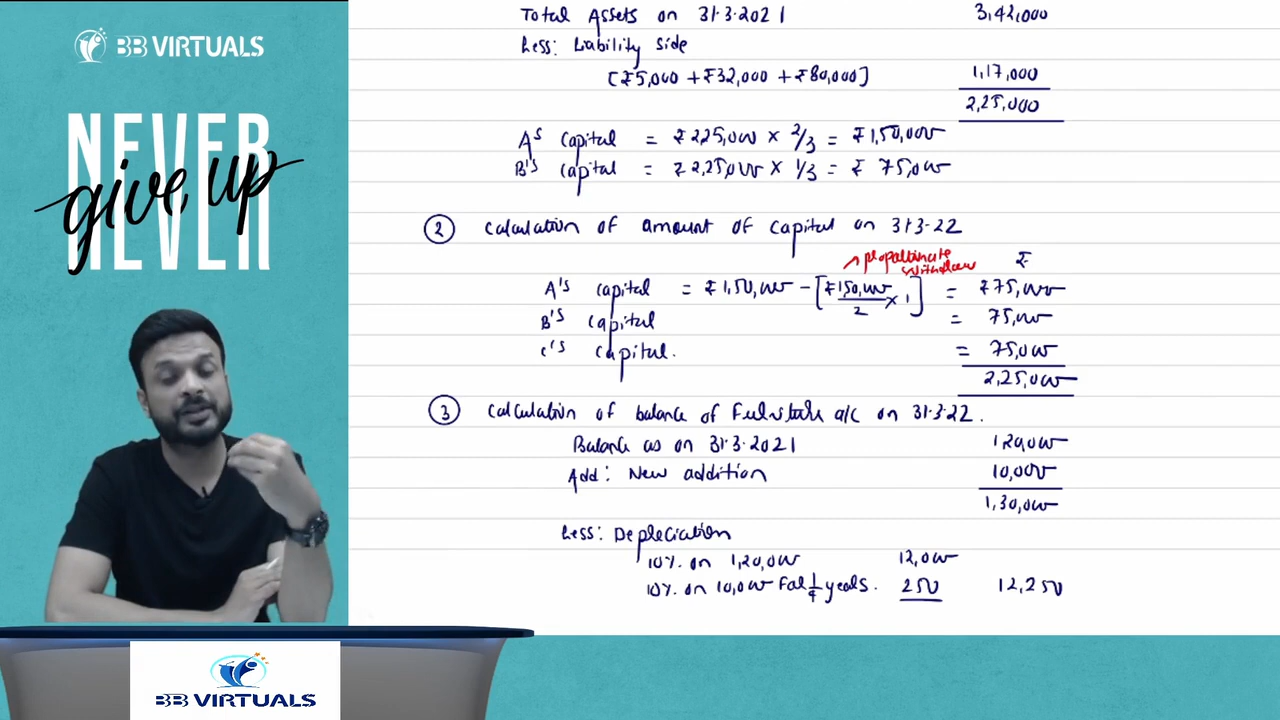 BB VIRTUALS
NEVER
give up
NEVER
Total Assets on 31.3.2021 3,42,000
Less: Liability side
[₹5,000 + ₹32,000 + ₹80,000] 1,17,000
2,25,000
A's Capital = ₹225,000 × 2/3 = ₹1,50,000
B's Capital = ₹2,25,000 × 1/3 = ₹ 75,000
② Calculation of amount of capital on 31.3.22
↗ propationate withdraw ₹
A's Capital = ₹1,50,000 - [₹150,000/2 × 1] = ₹75,000
B's Capital = 75,000
C's Capital. = 75,000
2,25,000
③ Calculation of balance of a/c on 31.3.22.
Balance as on 31.3.2021 1,20,000
Add: New addition 10,000
1,30,000
Less: Depreciation
10% on 1,20,000 12,000
10% on 10,000 for 1/4 years. 250 12,250
BB VIRTUALS